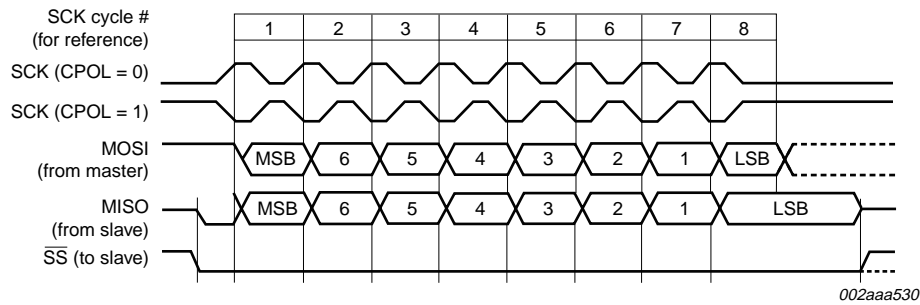 SCK cycle #
(for reference)
1 2 3 4 5 6 7 8
SCK (CPOL = 0)
SCK (CPOL = 1)
MOSI
(from master)
MSB 6 5 4 3 2 1 LSB
MISO
(from slave)
MSB 6 5 4 3 2 1 LSB
S̅S̅ (to slave)
002aaa530